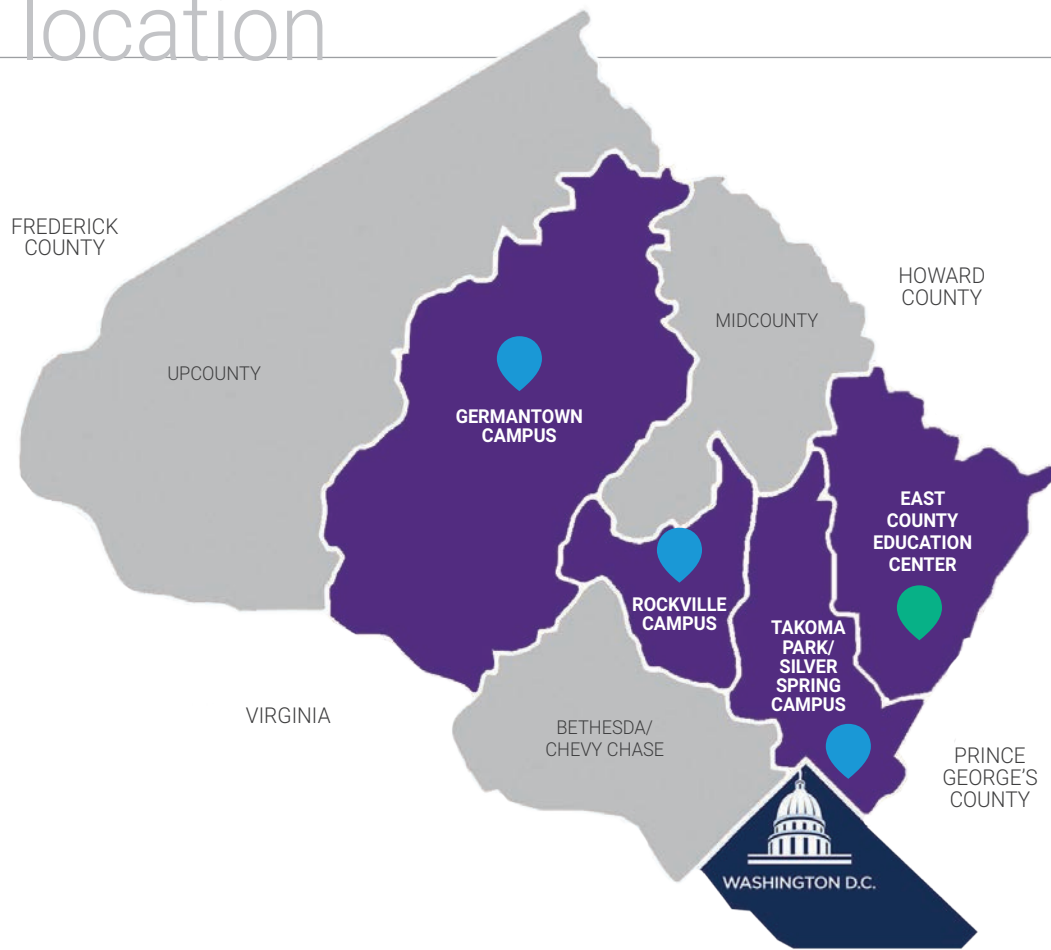 location
FREDERICK
COUNTY
HOWARD
COUNTY
MIDCOUNTY
UPCOUNTY
GERMANTOWN
CAMPUS
EAST
COUNTY
EDUCATION
CENTER
ROCKVILLE
CAMPUS
TAKOMA
PARK/
SILVER
SPRING
CAMPUS
VIRGINIA
BETHESDA/
CHEVY CHASE
PRINCE
GEORGE'S
COUNTY
WASHINGTON D.C.